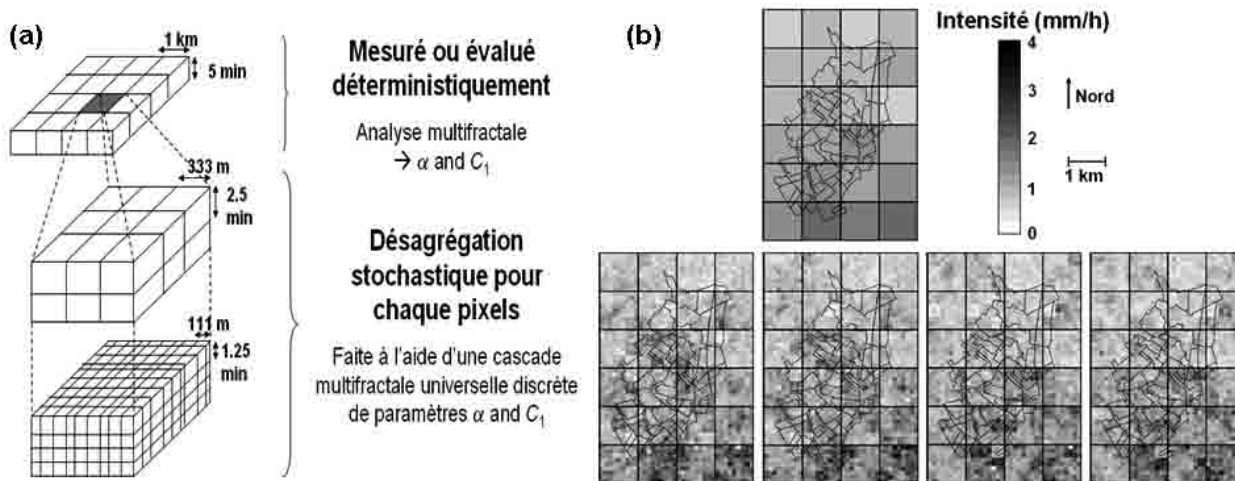 (a)
1 km
5 min
Mesuré ou évalué
déterministiquement
Analyse multifractale
→ α and C1
333 m
2.5
min
Désagrégation
stochastique pour
chaque pixels
111 m
1.25
min
Faite à l'aide d'une cascade
multifractale universelle discrète
de paramètres α and C1
(b)
Intensité (mm/h)
4
3
2
1
0
Nord
1 km